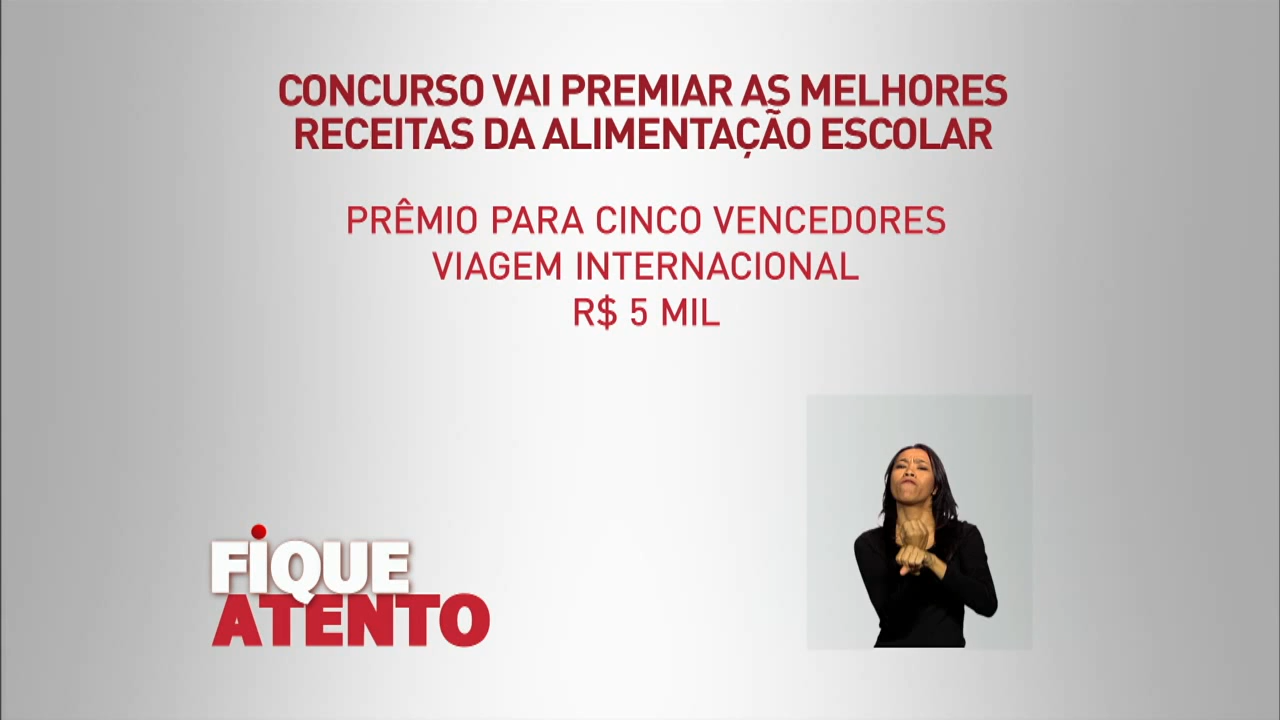 CONCURSO VAI PREMIAR AS MELHORES
RECEITAS DA ALIMENTAÇÃO ESCOLAR
PRÊMIO PARA CINCO VENCEDORES
VIAGEM INTERNACIONAL
R$ 5 MIL
FIQUE
ATENTO